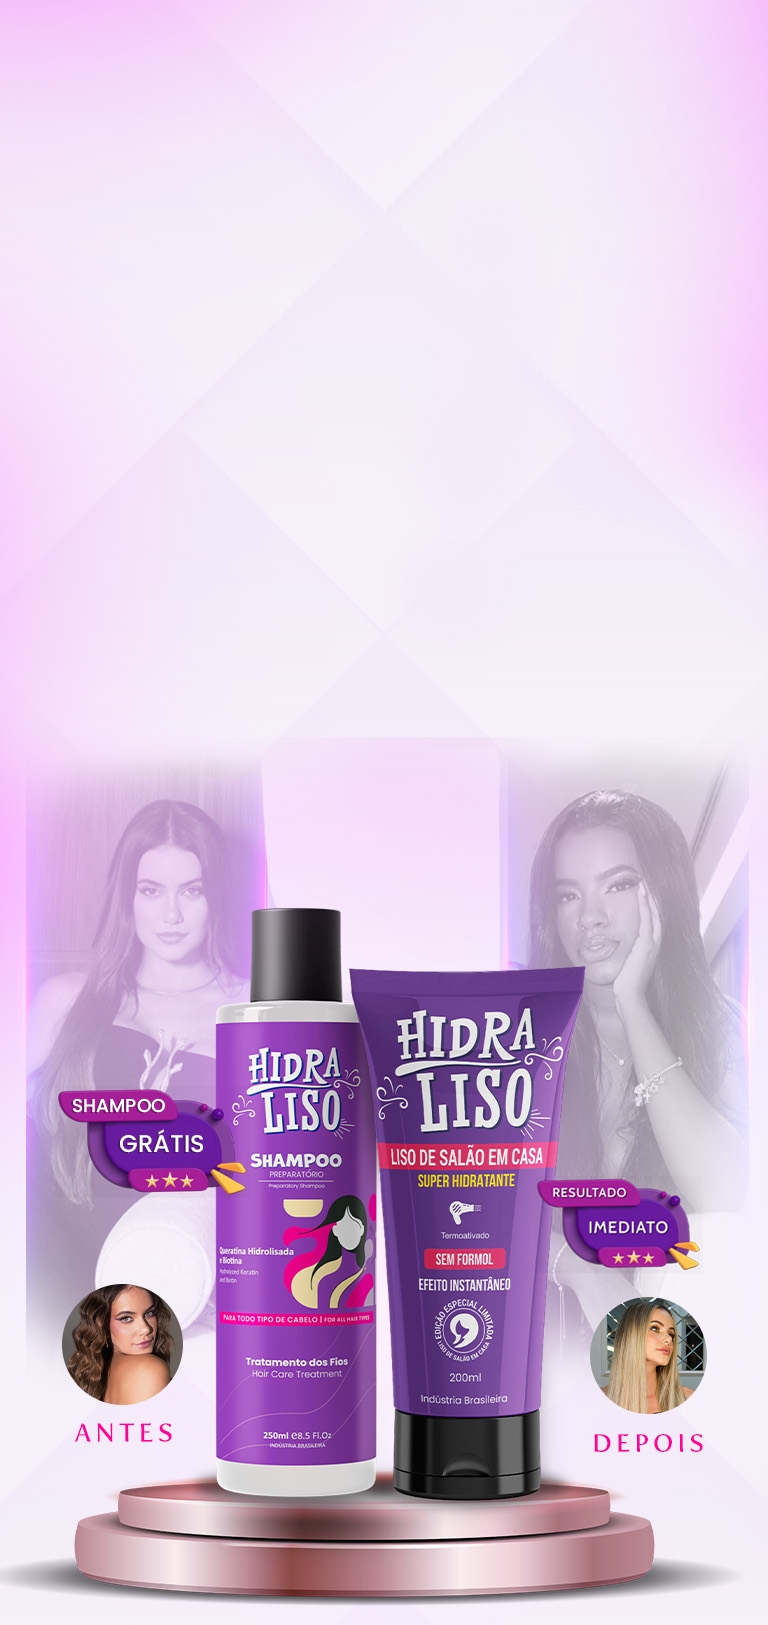 SHAMPOO
GRÁTIS
HIDRA
LISO
SHAMPOO
PREPARATÓRIO
Preparatory Shampoo
Queratina Hidrolisada
e Biotina
Hydrolyzed Keratin
and Biotin
PARA TODO TIPO DE CABELO | FOR ALL HAIR TYPES
Tratamento dos Fios
Hair Care Treatment
250ml e8.5 Fl.Oz
INDÚSTRIA BRASILEIRA
HIDRA
LISO
LISO DE SALÃO EM CASA
SUPER HIDRATANTE
Termoativado
SEM FORMOL
EFEITO INSTANTÂNEO
EDIÇÃO ESPECIAL LIMITADA
LISO DE SALÃO EM CASA
200ml
Indústria Brasileira
RESULTADO
IMEDIATO
ANTES
DEPOIS